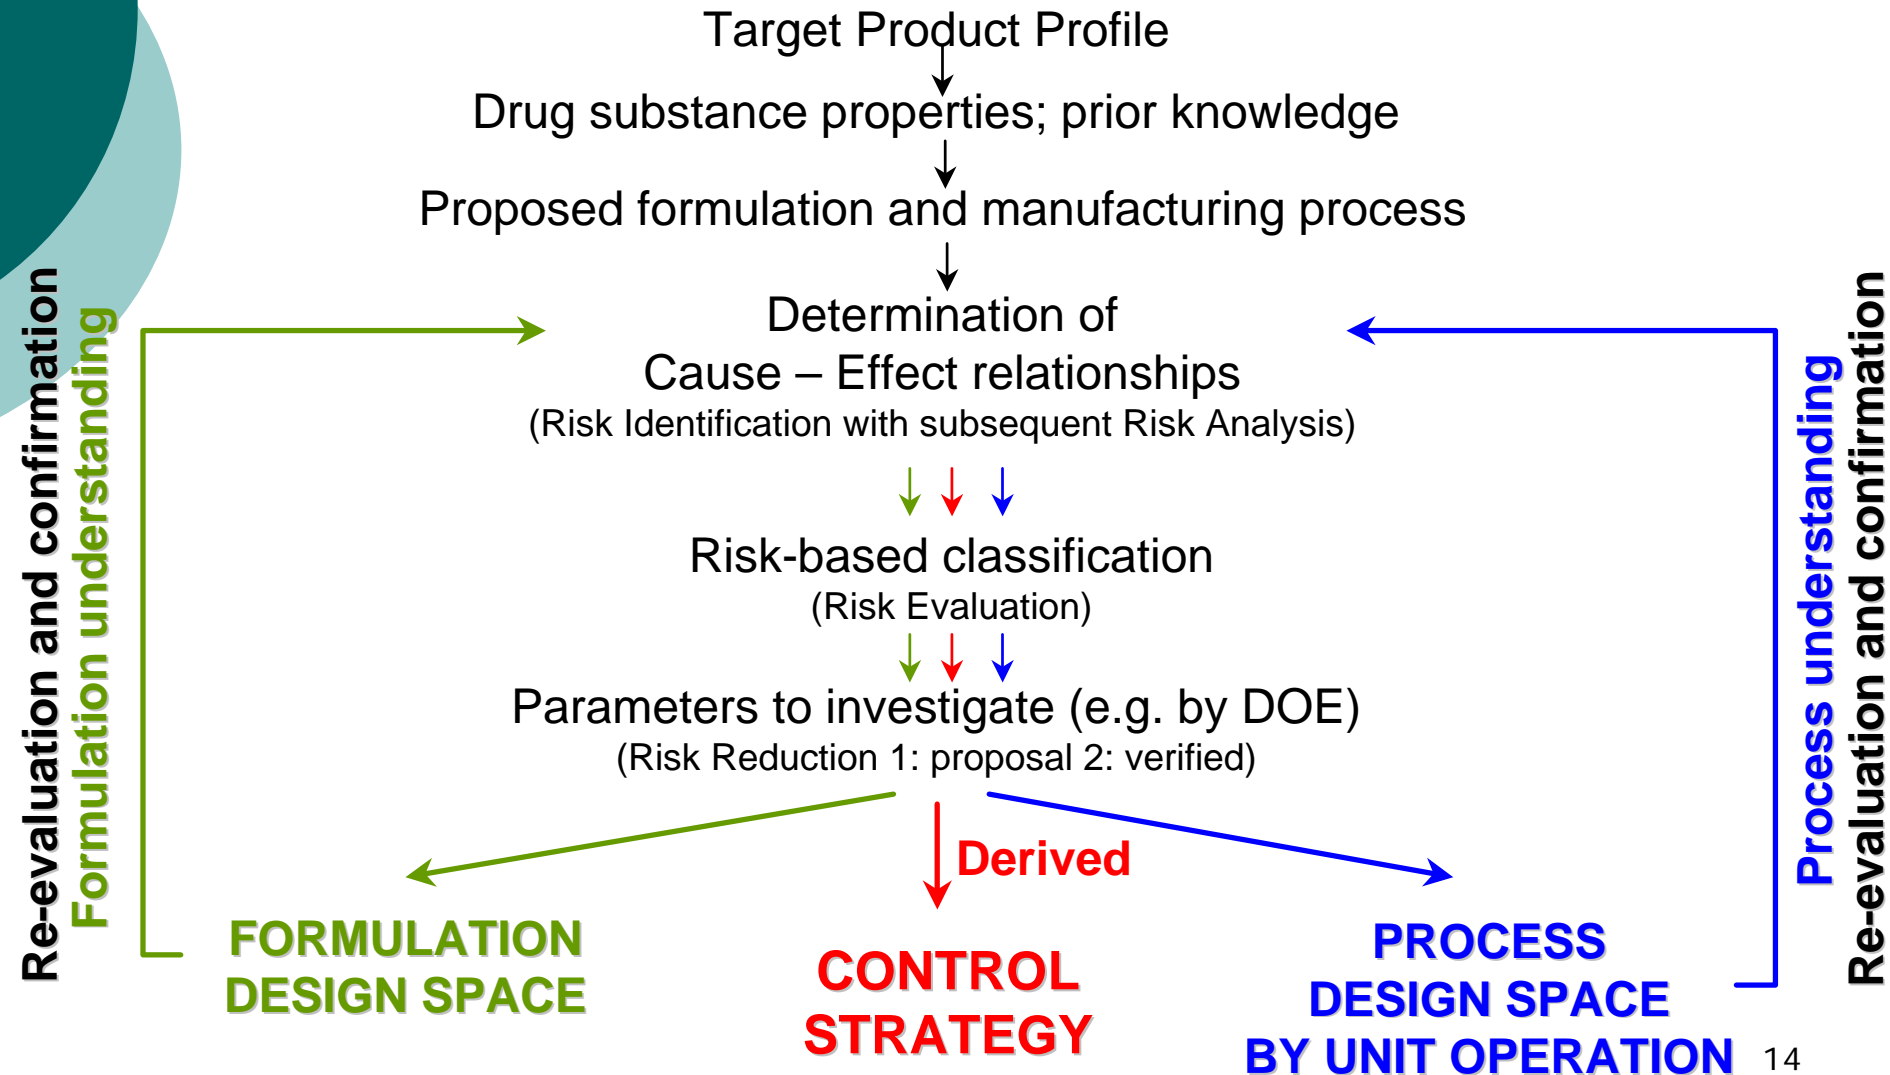 Target Product Profile
Drug substance properties; prior knowledge
Proposed formulation and manufacturing process
Determination of
Cause – Effect relationships
(Risk Identification with subsequent Risk Analysis)
Risk-based classification
(Risk Evaluation)
Parameters to investigate (e.g. by DOE)
(Risk Reduction 1: proposal 2: verified)
Derived
FORMULATION
DESIGN SPACE
CONTROL
STRATEGY
PROCESS
DESIGN SPACE
BY UNIT OPERATION
Re-evaluation and confirmation
Formulation understanding
Process understanding
Re-evaluation and confirmation
14